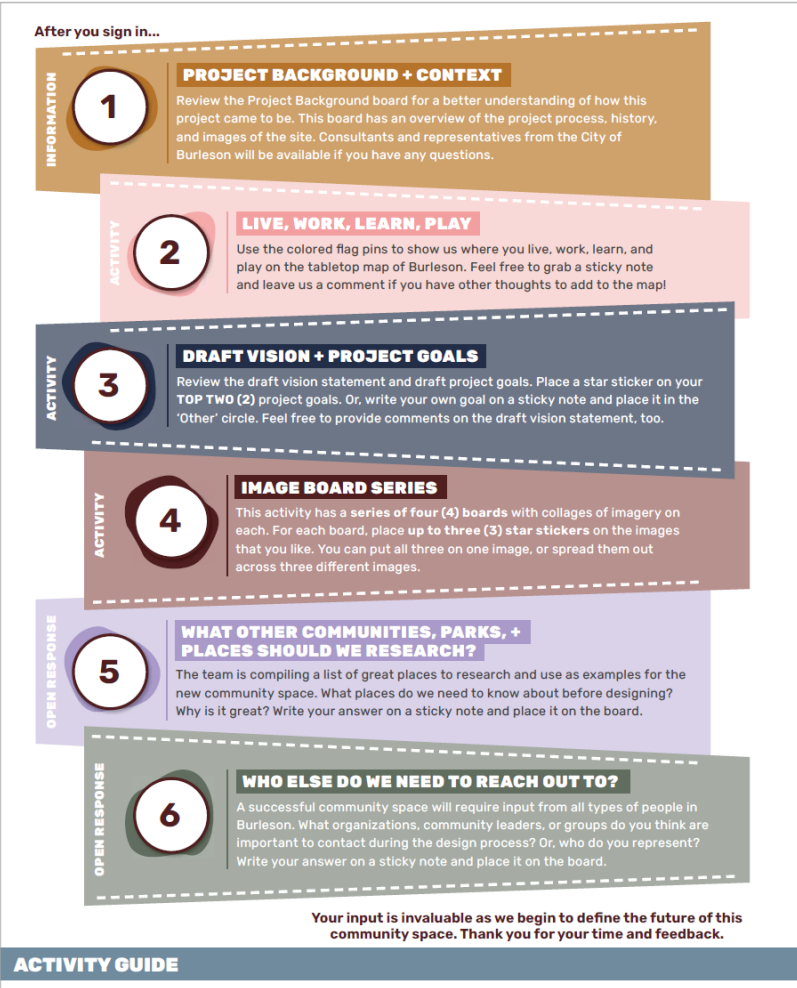 After you sign in...
INFORMATION
1
PROJECT BACKGROUND + CONTEXT
Review the Project Background board for a better understanding of how this
project came to be. This board has an overview of the project process, history,
and images of the site. Consultants and representatives from the City of
Burleson will be available if you have any questions.
ACTIVITY
2
LIVE, WORK, LEARN, PLAY
Use the colored flag pins to show us where you live, work, learn, and
play on the tabletop map of Burleson. Feel free to grab a sticky note
and leave us a comment if you have other thoughts to add to the map!
ACTIVITY
3
DRAFT VISION + PROJECT GOALS
Review the draft vision statement and draft project goals. Place a star sticker on your
TOP TWO (2) project goals. Or, write your own goal on a sticky note and place it in the
'Other' circle. Feel free to provide comments on the draft vision statement, too.
ACTIVITY
4
IMAGE BOARD SERIES
This activity has a series of four (4) boards with collages of imagery on
each. For each board, place up to three (3) star stickers on the images
that you like. You can put all three on one image, or spread them out
across three different images.
OPEN RESPONSE
5
WHAT OTHER COMMUNITIES, PARKS, +
PLACES SHOULD WE RESEARCH?
The team is compiling a list of great places to research and use as examples for the
new community space. What places do we need to know about before designing?
Why is it great? Write your answer on a sticky note and place it on the board.
OPEN RESPONSE
6
WHO ELSE DO WE NEED TO REACH OUT TO?
A successful community space will require input from all types of people in
Burleson. What organizations, community leaders, or groups do you think are
important to contact during the design process? Or, who do you represent?
Write your answer on a sticky note and place it on the board.
Your input is invaluable as we begin to define the future of this
community space. Thank you for your time and feedback.
ACTIVITY GUIDE